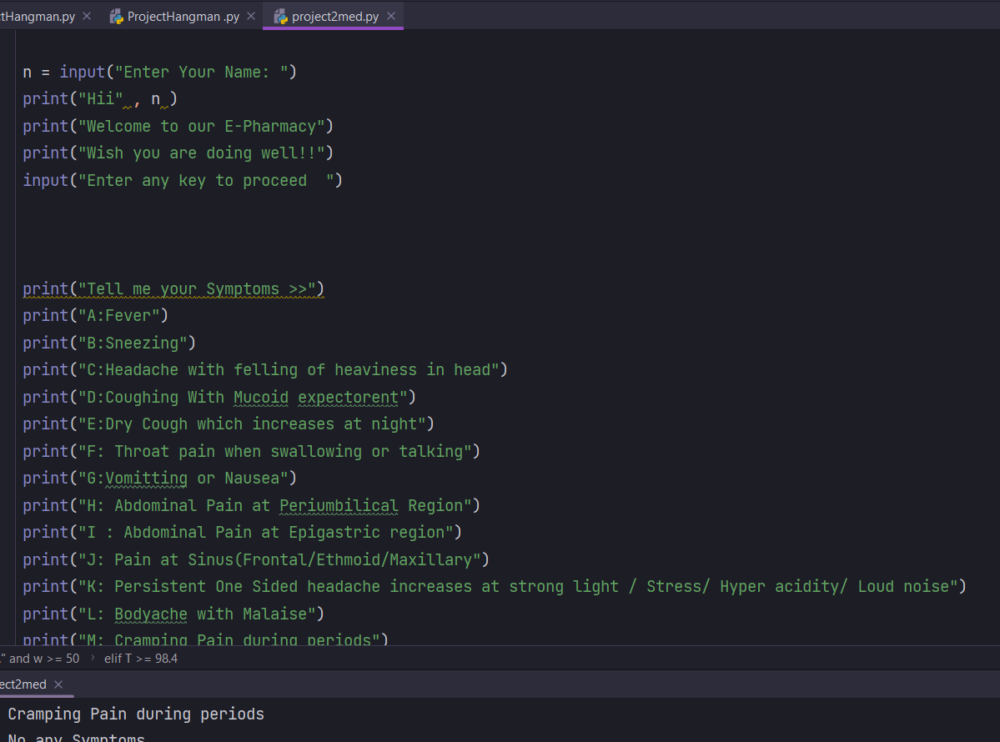 tHangman.py × ProjectHangman .py × project2med.py ×
n = input("Enter Your Name: ")
print("Hii" , n )
print("Welcome to our E-Pharmacy")
print("Wish you are doing well!!")
input("Enter any key to proceed  ")
print("Tell me your Symptoms >>")
print("A:Fever")
print("B:Sneezing")
print("C:Headache with felling of heaviness in head")
print("D:Coughing With Mucoid expectorent")
print("E:Dry Cough which increases at night")
print("F: Throat pain when swallowing or talking")
print("G:Vomitting or Nausea")
print("H: Abdominal Pain at Periumbilical Region")
print("I : Abdominal Pain at Epigastric region")
print("J: Pain at Sinus(Frontal/Ethmoid/Maxillary")
print("K: Persistent One Sided headache increases at strong light / Stress/ Hyper acidity/ Loud noise")
print("L: Bodyache with Malaise")
print("M: Cramping Pain during periods")
" and w >= 50 › elif T >= 98.4
ect2med ×
Cramping Pain during periods
No any Symptoms